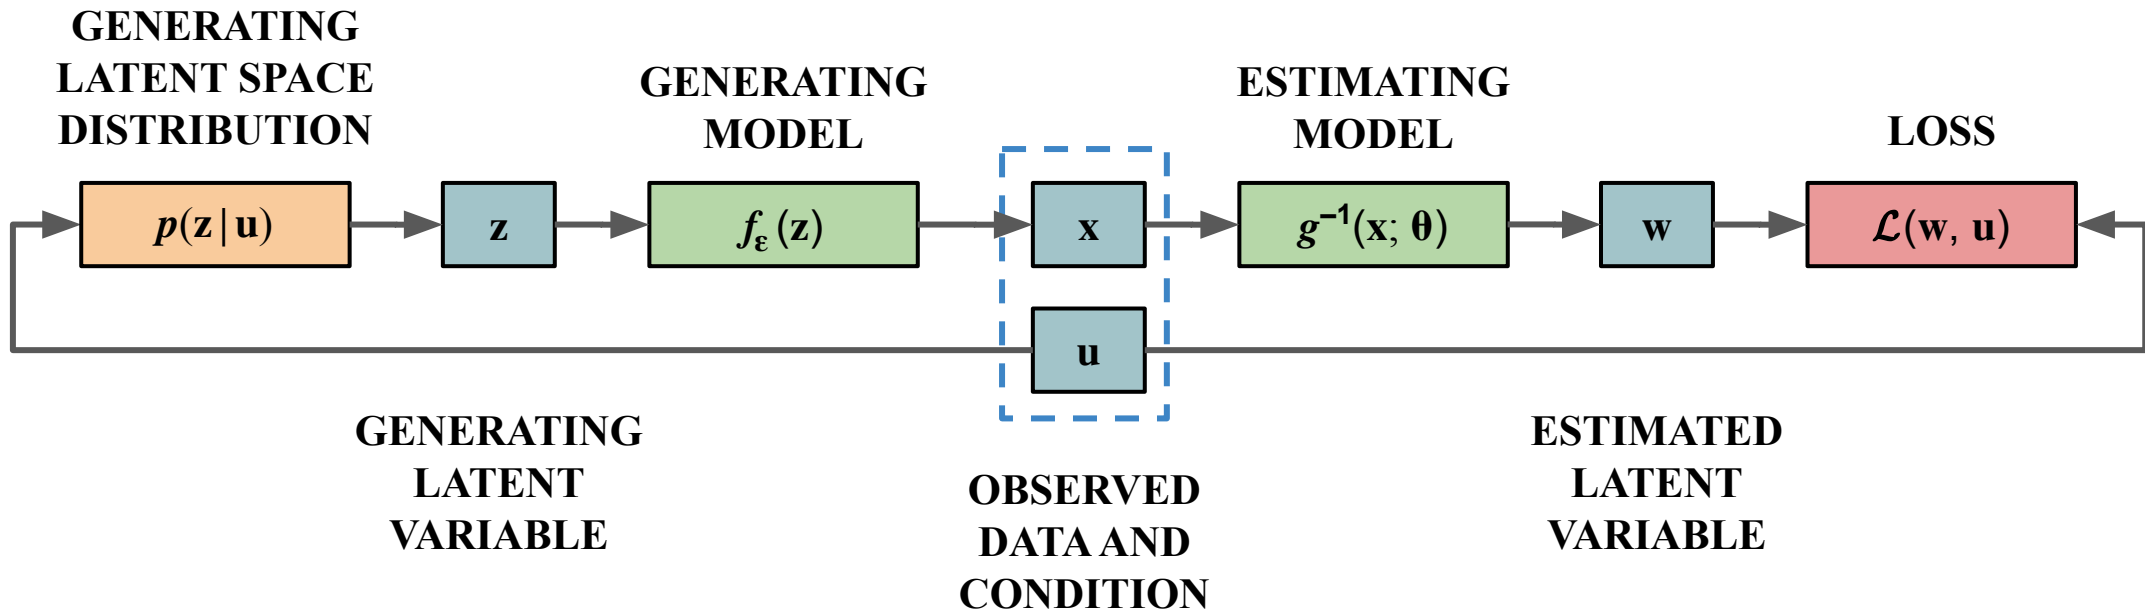 GENERATING
LATENT SPACE
DISTRIBUTION
GENERATING
MODEL
ESTIMATING
MODEL
LOSS
p(z|u)
z
f_ε(z)
x
g⁻¹(x; θ)
w
ℒ(w, u)
u
GENERATING
LATENT
VARIABLE
OBSERVED
DATA AND
CONDITION
ESTIMATED
LATENT
VARIABLE